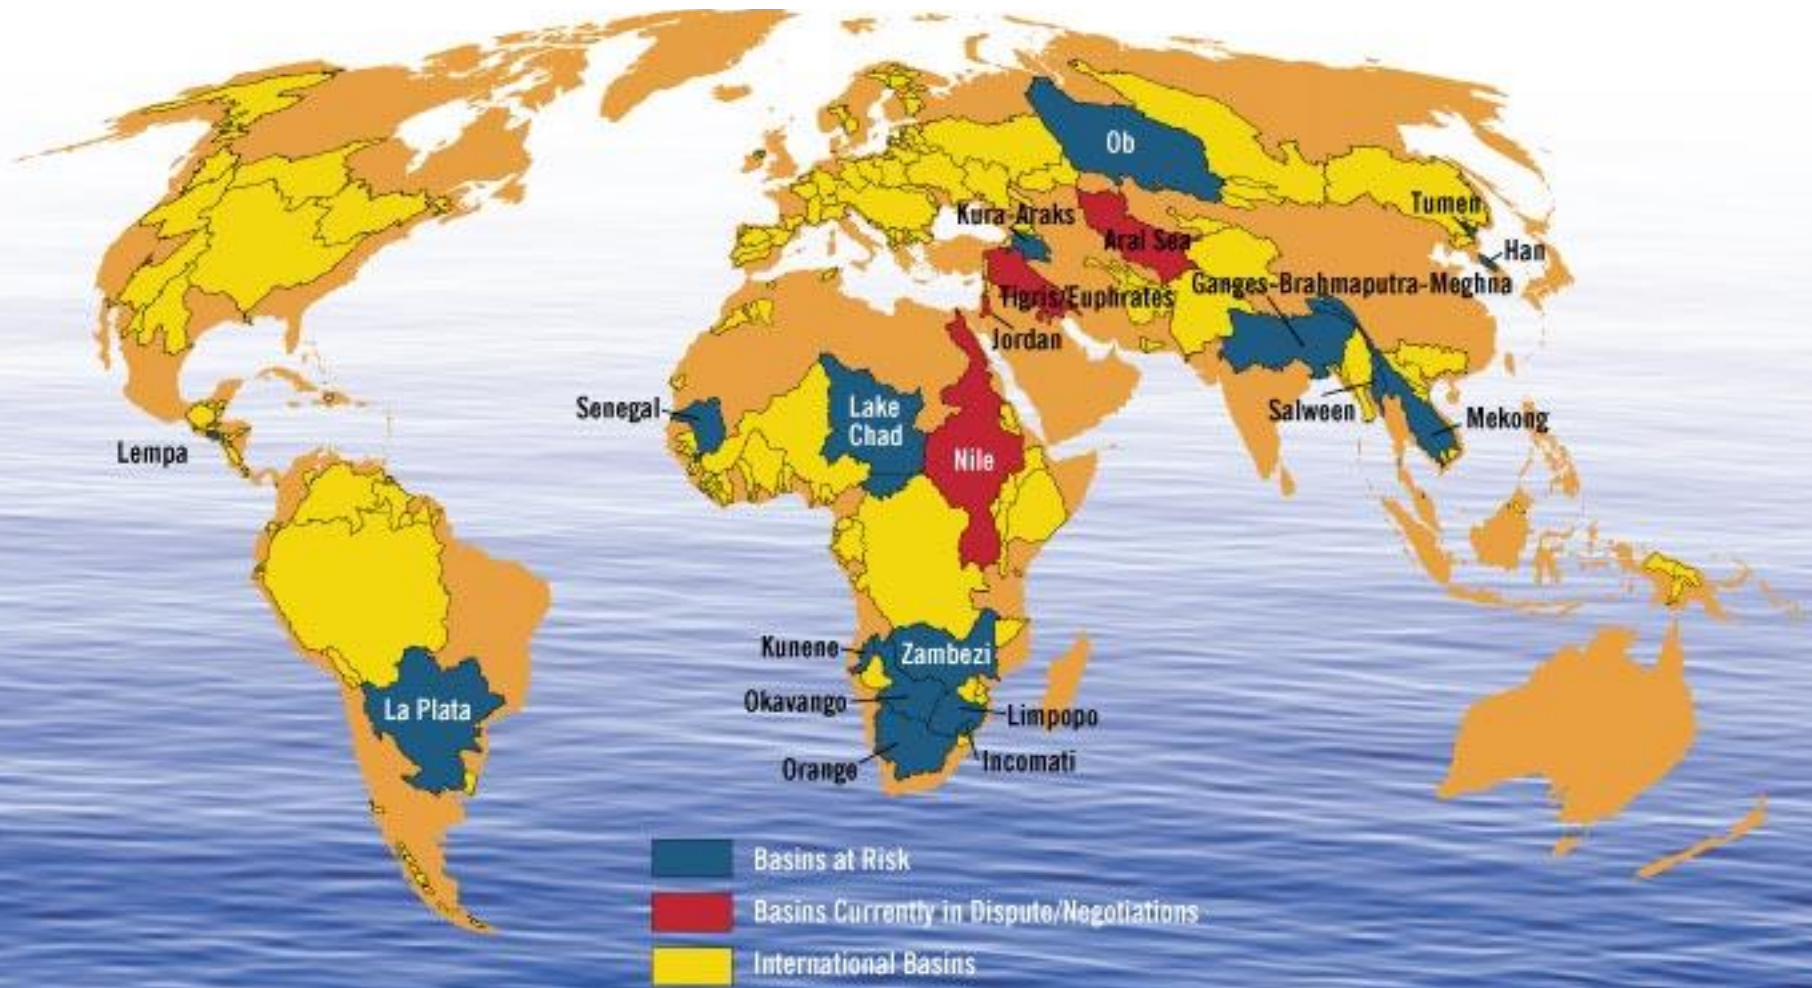 Ob
Tumen
Kura-Araks
Aral Sea
Han
Ganges-Brahmaputra-Meghna
Tigris/Euphrates
Jordan
Senegal
Lake
Chad
Salween
Mekong
Lempa
Nile
Kunene
Zambezi
Okavango
La Plata
Limpopo
Orange
Incomati
Basins at Risk
Basins Currently in Dispute/Negotiations
International Basins